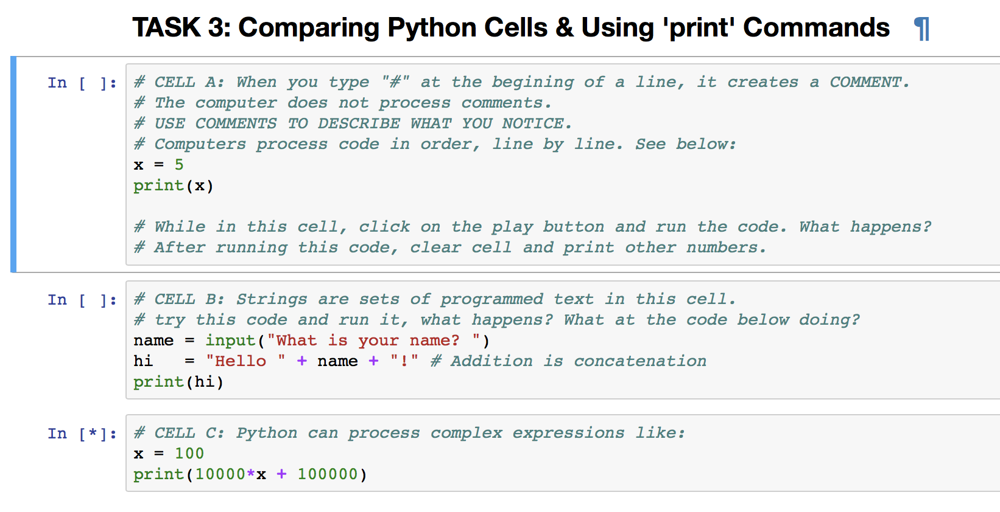 TASK 3: Comparing Python Cells & Using 'print' Commands ¶
In [ ]: # CELL A: When you type "#" at the begining of a line, it creates a COMMENT.
# The computer does not process comments.
# USE COMMENTS TO DESCRIBE WHAT YOU NOTICE.
# Computers process code in order, line by line. See below:
x = 5
print(x)
# While in this cell, click on the play button and run the code. What happens?
# After running this code, clear cell and print other numbers.
In [ ]: # CELL B: Strings are sets of programmed text in this cell.
# try this code and run it, what happens? What at the code below doing?
name = input("What is your name? ")
hi   = "Hello " + name + "!" # Addition is concatenation
print(hi)
In [*]: # CELL C: Python can process complex expressions like:
x = 100
print(10000*x + 100000)